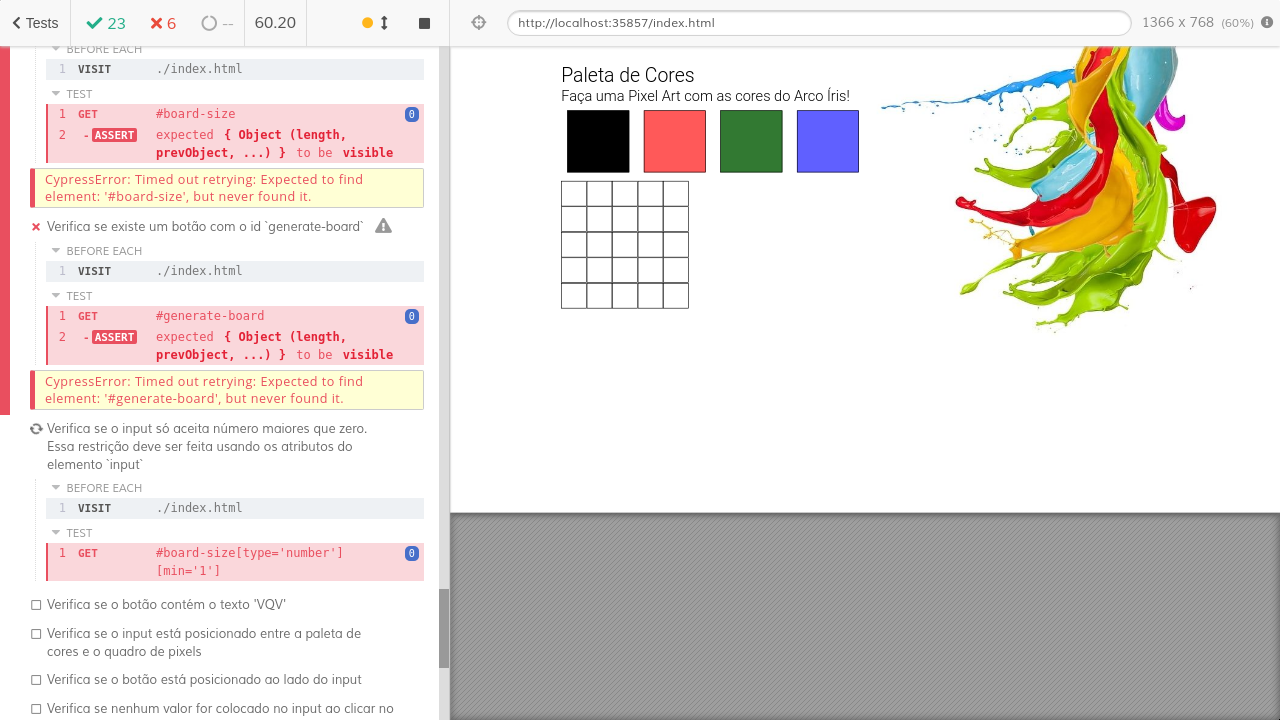 Tests
23
6
--
60.20
http://localhost:35857/index.html
1366 x 768 (60%)
BEFORE EACH
1 VISIT ./index.html
TEST
1 GET #board-size 0
2 -ASSERT expected { Object (length,
prevObject, ...) } to be visible
CypressError: Timed out retrying: Expected to find
element: '#board-size', but never found it.
Verifica se existe um botão com o id `generate-board`
BEFORE EACH
1 VISIT ./index.html
TEST
1 GET #generate-board 0
2 -ASSERT expected { Object (length,
prevObject, ...) } to be visible
CypressError: Timed out retrying: Expected to find
element: '#generate-board', but never found it.
Verifica se o input só aceita número maiores que zero.
Essa restrição deve ser feita usando os atributos do
elemento `input`
BEFORE EACH
1 VISIT ./index.html
TEST
1 GET #board-size[type='number'] 0
[min='1']
Verifica se o botão contém o texto 'VQV'
Verifica se o input está posicionado entre a paleta de
cores e o quadro de pixels
Verifica se o botão está posicionado ao lado do input
Verifica se nenhum valor for colocado no input ao clicar no
Paleta de Cores
Faça uma Pixel Art com as cores do Arco Íris!